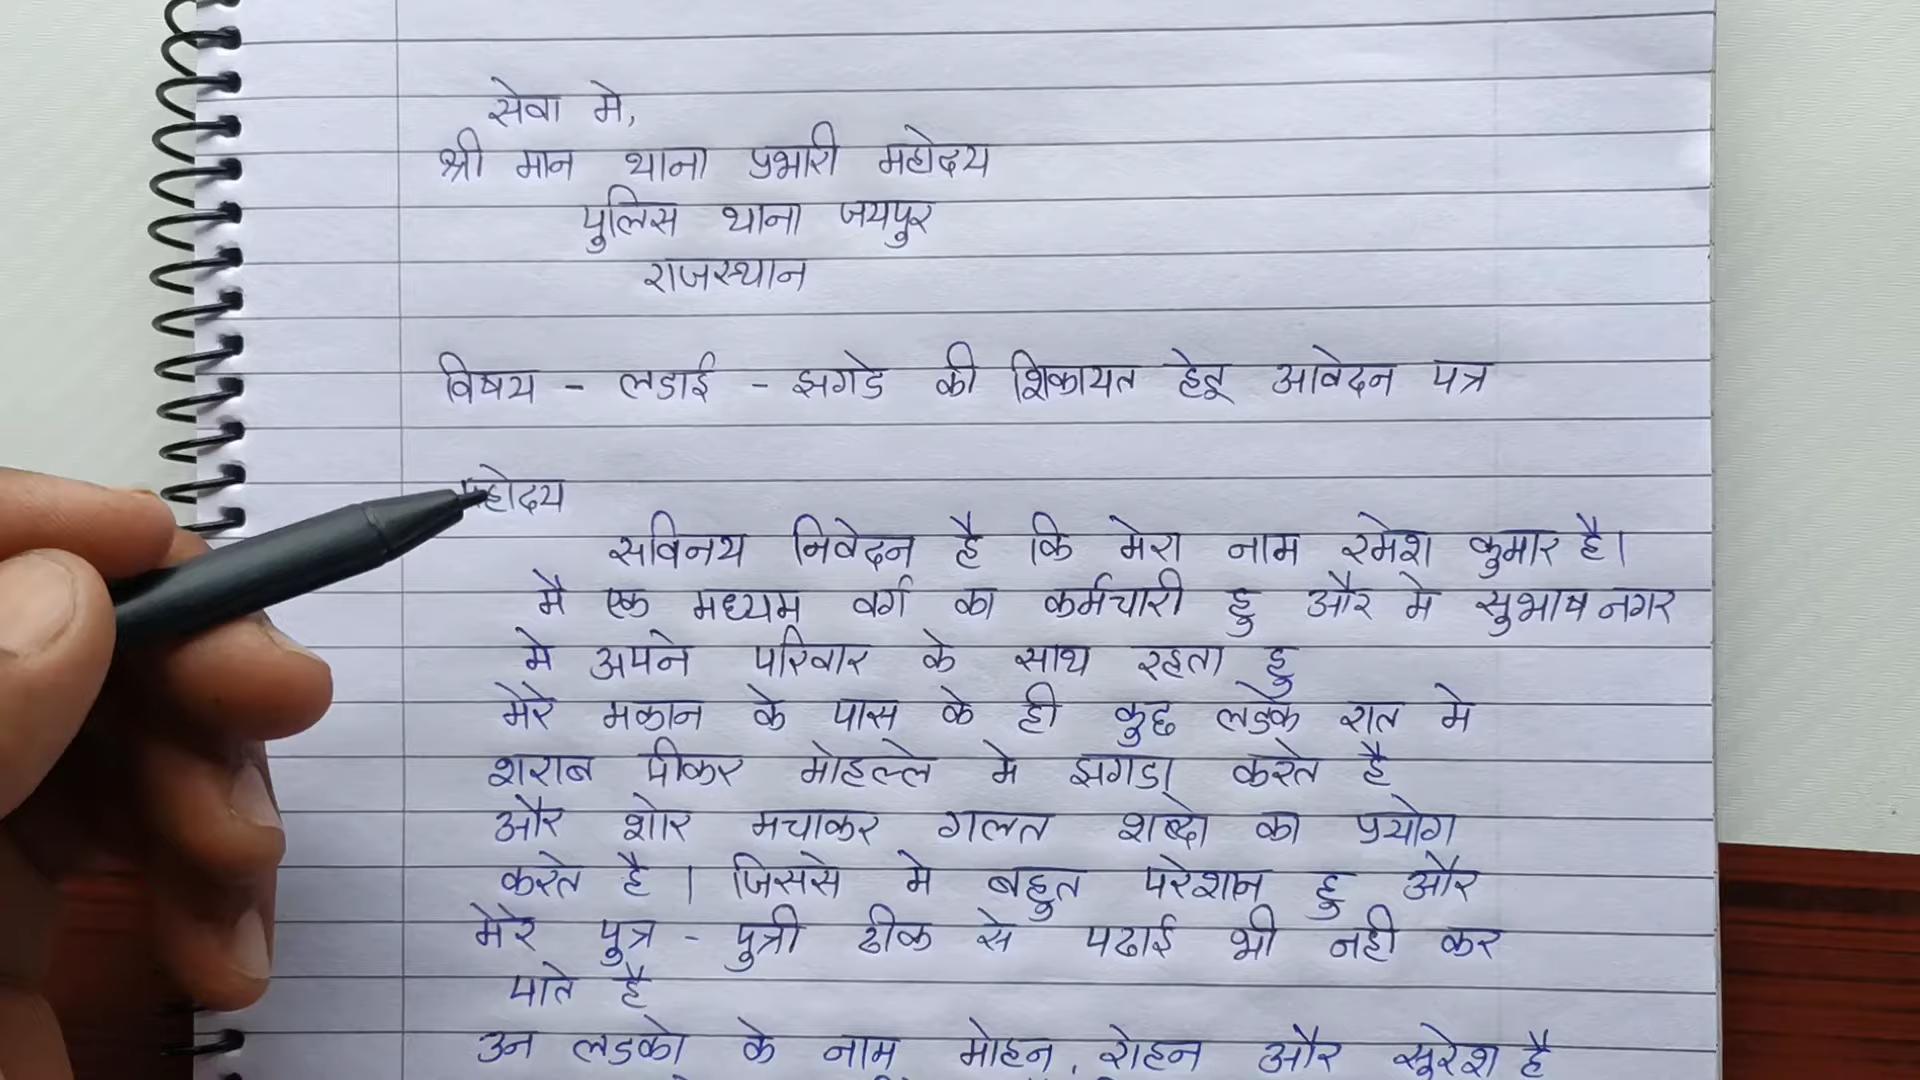 सेवा मे,
श्री मान थाना प्रभारी महोदय
पुलिस थाना जयपुर
राजस्थान
विषय - लडाई - झगडे की शिकायत हेतू आवेदन पत्र
महोदय
सविनय निवेदन है कि मेरा नाम रमेश कुमार है।
मै एक मध्यम वर्ग का कर्मचारी हु और मे सुभाष नगर
मे अपने परिवार के साथ रहता हु
मेरे मकान के पास के ही कुछ लडके रात मे
शराब पीकर मोहल्ले मे झगडा करते है
और शोर मचाकर गलत शब्दो का प्रयोग
करते है । जिससे मे बहुत परेशान हु और
मेरे पुत्र - पुत्री ठीक से पढाई भी नही कर
पाते है
उन लडको के नाम मोहन, रोहन और सुरेश है